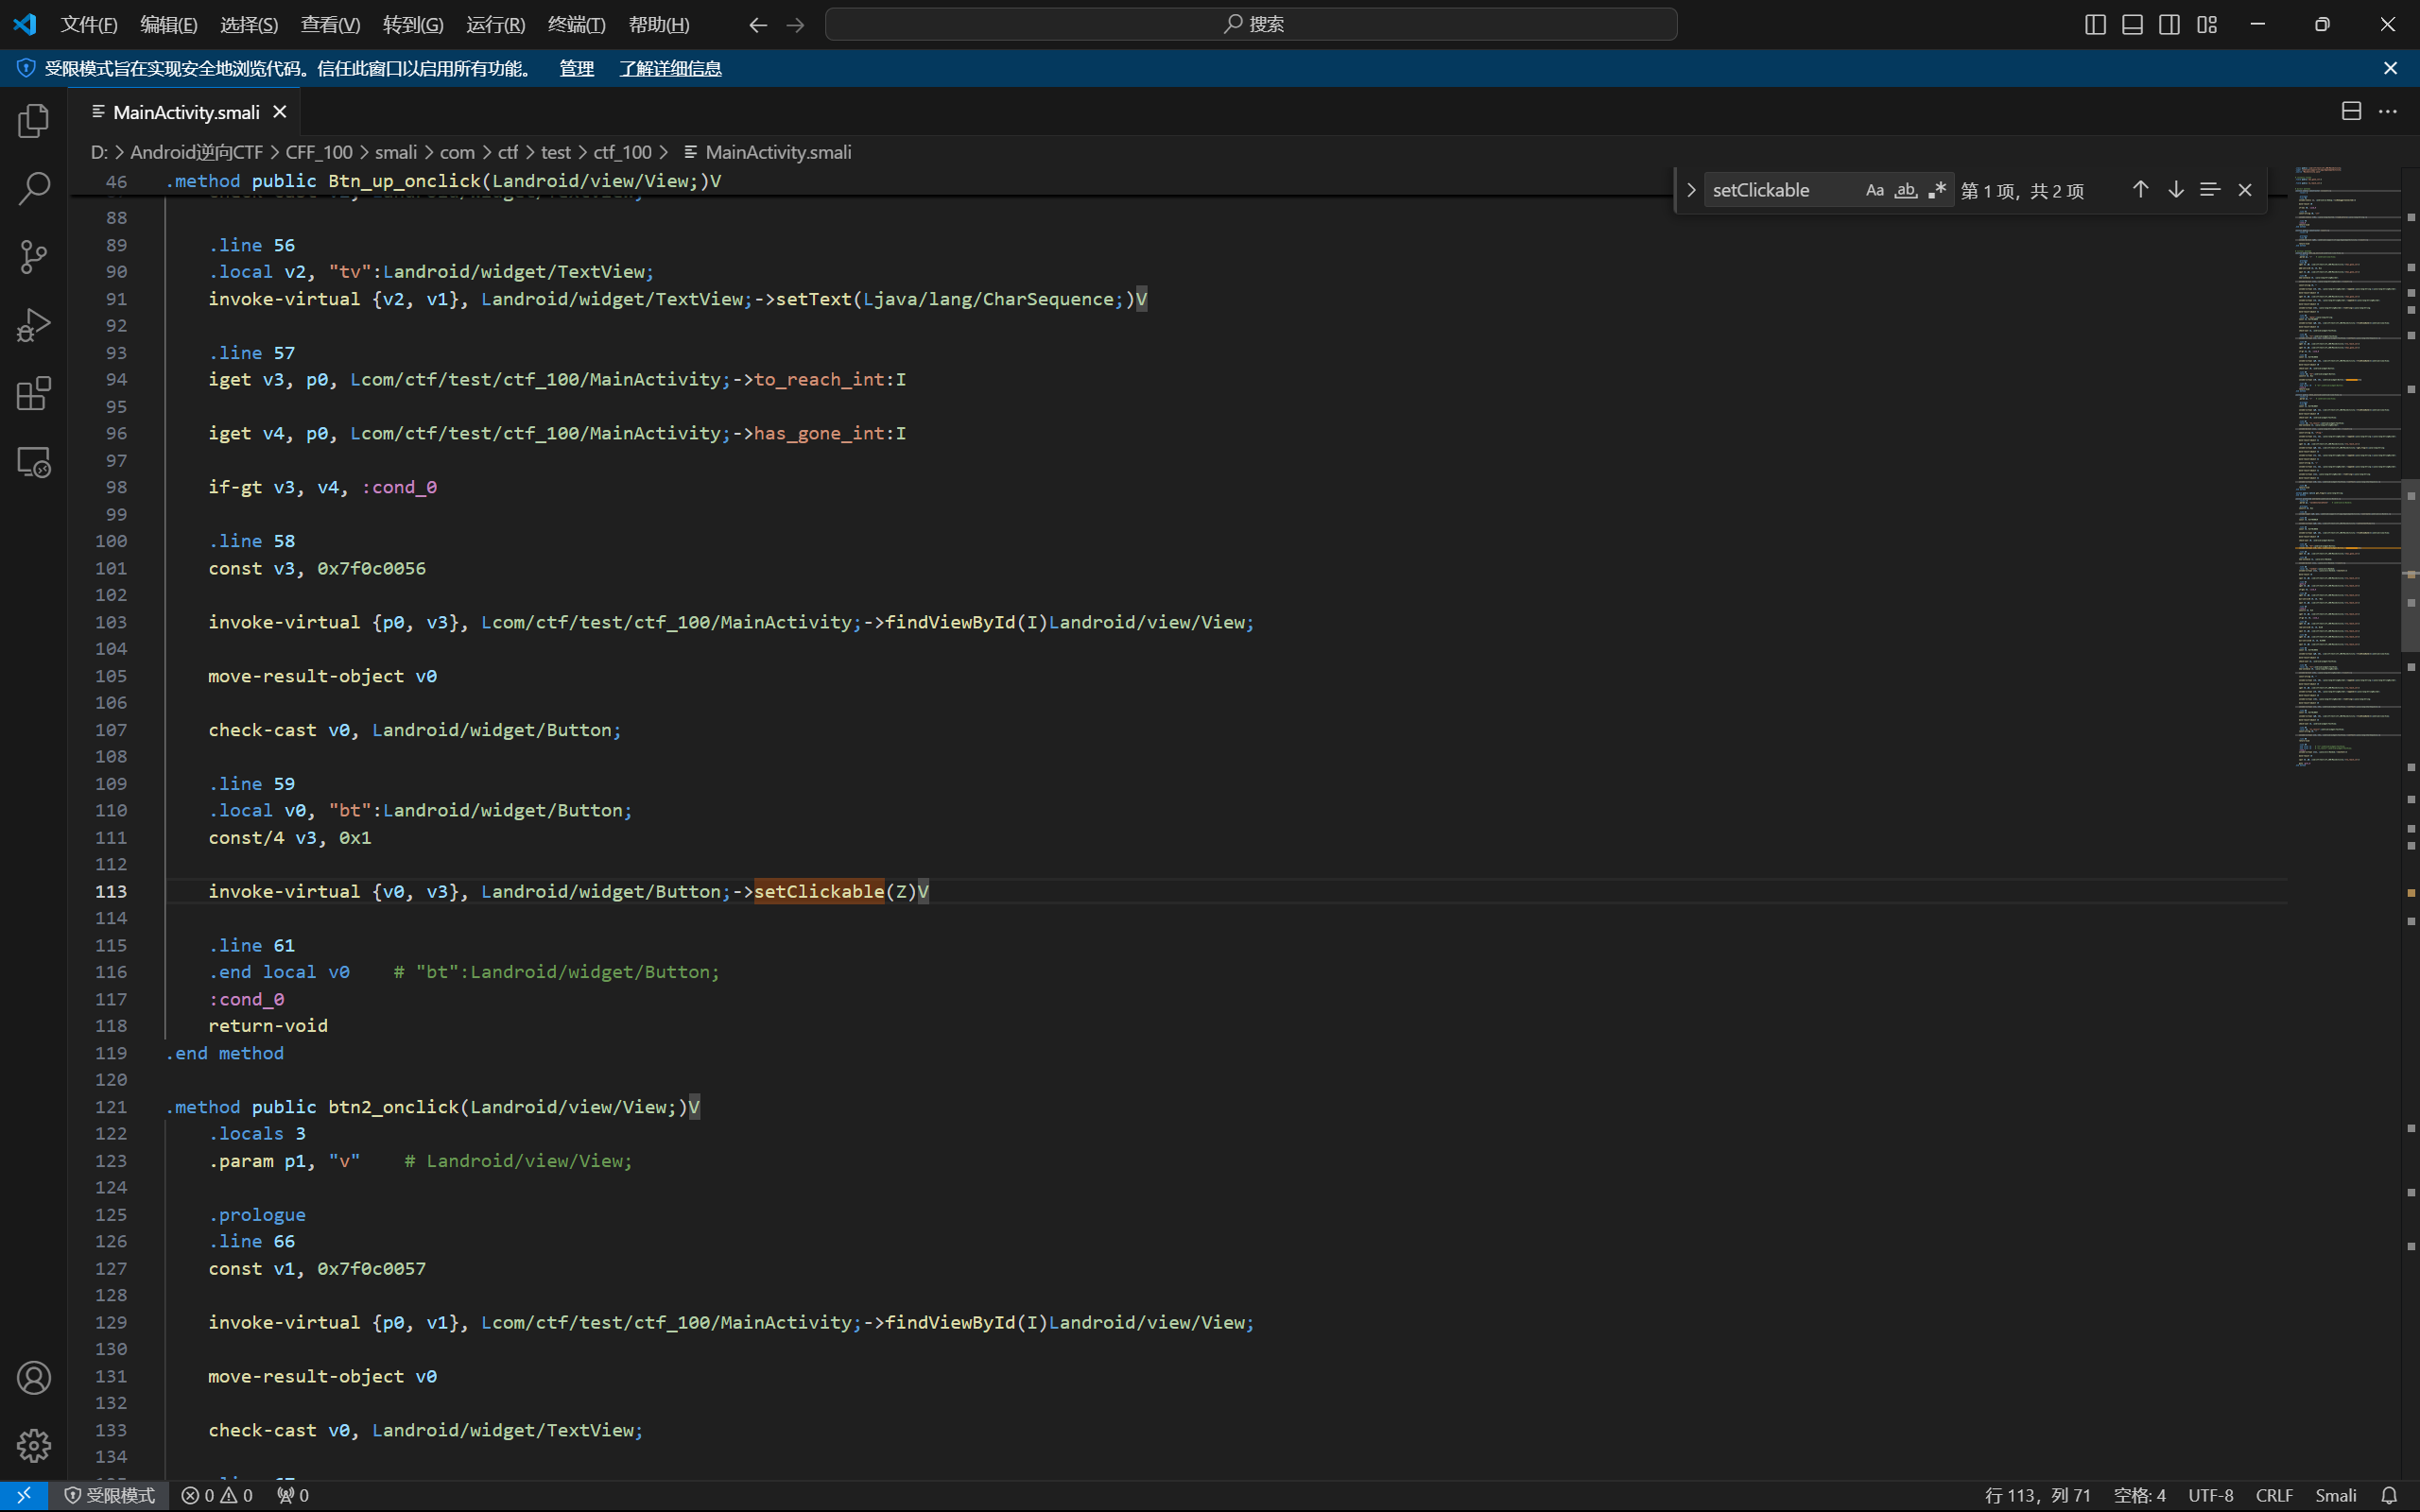 文件(F) 编辑(E) 选择(S) 查看(V) 转到(G) 运行(R) 终端(T) 帮助(H) 搜索
受限模式旨在实现安全地浏览代码。信任此窗口以启用所有功能。 管理 了解详细信息
MainActivity.smali
D: > Android逆向CTF > CFF_100 > smali > com > ctf > test > ctf_100 > MainActivity.smali
46 .method public Btn_up_onclick(Landroid/view/View;)V
setClickable Aa ab 第 1 项，共 2 项
88
89 .line 56
90 .local v2, "tv":Landroid/widget/TextView;
91 invoke-virtual {v2, v1}, Landroid/widget/TextView;->setText(Ljava/lang/CharSequence;)V
92
93 .line 57
94 iget v3, p0, Lcom/ctf/test/ctf_100/MainActivity;->to_reach_int:I
95
96 iget v4, p0, Lcom/ctf/test/ctf_100/MainActivity;->has_gone_int:I
97
98 if-gt v3, v4, :cond_0
99
100 .line 58
101 const v3, 0x7f0c0056
102
103 invoke-virtual {p0, v3}, Lcom/ctf/test/ctf_100/MainActivity;->findViewById(I)Landroid/view/View;
104
105 move-result-object v0
106
107 check-cast v0, Landroid/widget/Button;
108
109 .line 59
110 .local v0, "bt":Landroid/widget/Button;
111 const/4 v3, 0x1
112
113 invoke-virtual {v0, v3}, Landroid/widget/Button;->setClickable(Z)V
114
115 .line 61
116 .end local v0    # "bt":Landroid/widget/Button;
117 :cond_0
118 return-void
119 .end method
120
121 .method public btn2_onclick(Landroid/view/View;)V
122 .locals 3
123 .param p1, "v"    # Landroid/view/View;
124
125 .prologue
126 .line 66
127 const v1, 0x7f0c0057
128
129 invoke-virtual {p0, v1}, Lcom/ctf/test/ctf_100/MainActivity;->findViewById(I)Landroid/view/View;
130
131 move-result-object v0
132
133 check-cast v0, Landroid/widget/TextView;
134
受限模式 0 0 0 行 113，列 71 空格: 4 UTF-8 CRLF Smali